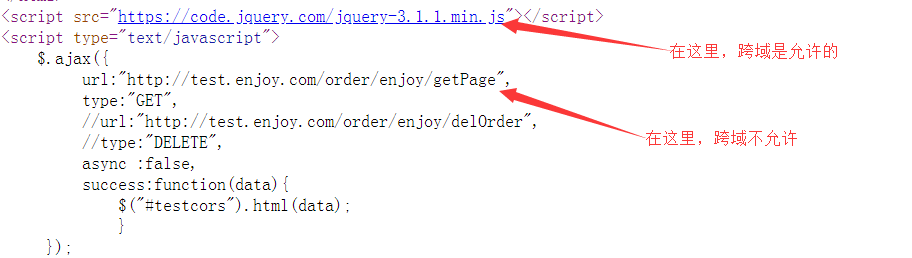 <script src="https://code.jquery.com/jquery-3.1.1.min.js"></script>
在这里，跨域是允许的
<script type="text/javascript">
$.ajax({
url:"http://test.enjoy.com/order/enjoy/getPage",
type:"GET",
//url:"http://test.enjoy.com/order/enjoy/delOrder",
在这里，跨域不允许
//type:"DELETE",
async :false,
success:function(data){
$("#testcors").html(data);
}
});